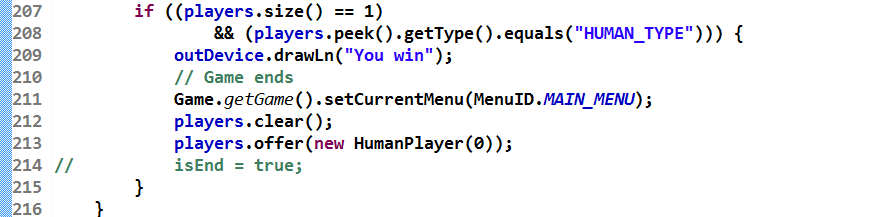 207 if ((players.size() == 1)
208 && (players.peek().getType().equals("HUMAN_TYPE"))) {
209 outDevice.drawLn("You win");
210 // Game ends
211 Game.getGame().setCurrentMenu(MenuID.MAIN_MENU);
212 players.clear();
213 players.offer(new HumanPlayer(0));
214 // isEnd = true;
215 }
216 }